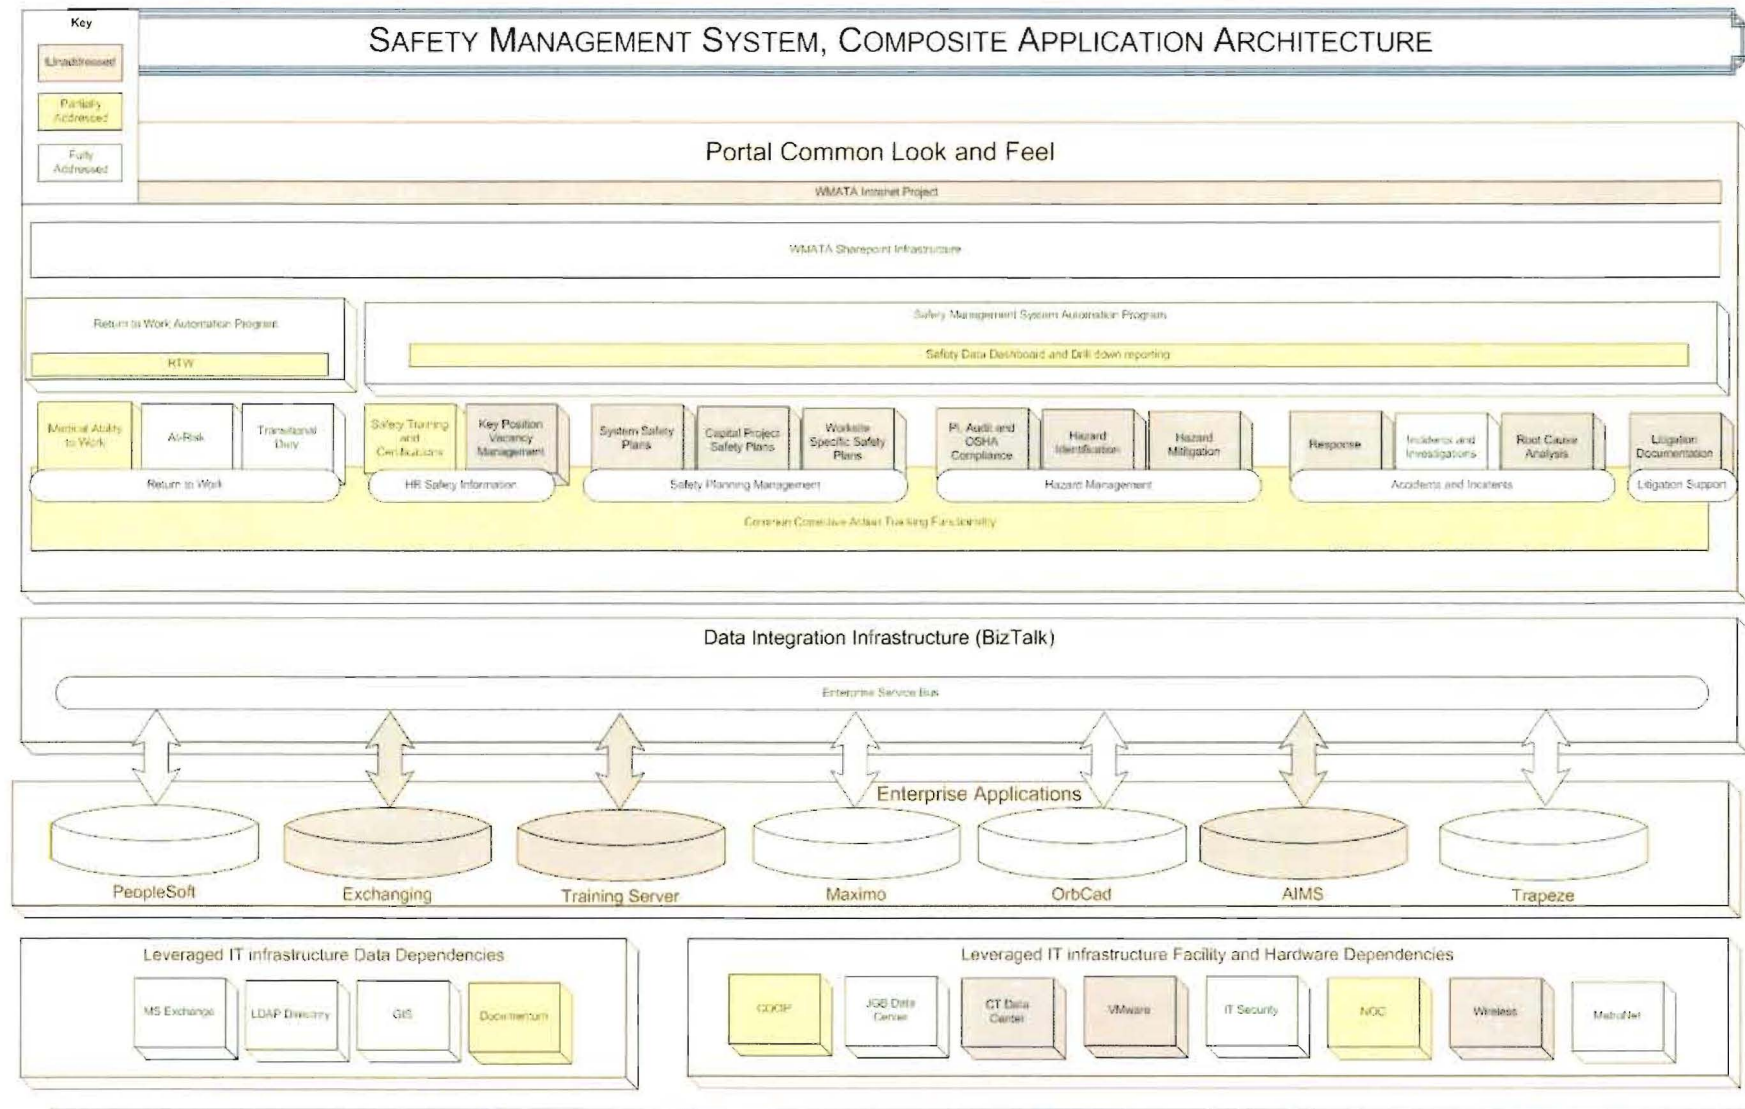 Key
Unaddressed
Partially
Addressed
Fully
Addressed
SAFETY MANAGEMENT SYSTEM, COMPOSITE APPLICATION ARCHITECTURE
Portal Common Look and Feel
WMATA Intranet Project
WMATA Sharepoint Infrastructure
Return to Work Automation Program
RTW
Safety Management System Automation Program
Safety Data Dashboard and Drill down reporting
Medical Ability
to Work
At-Risk
Transitional
Duty
Return to Work
Safety Training
and
Certifications
Key Position
Vacancy
Management
HR Safety Information
System Safety
Plans
Capital Project
Safety Plans
Worksite
Specific Safety
Plans
Safety Planning Management
PI, Audit and
OSHA
Compliance
Hazard
Identification
Hazard
Mitigation
Hazard Management
Response
Incidents and
Investigations
Root Cause
Analysis
Accidents and Incidents
Litigation
Documentation
Litigation Support
Common Corrective Action Tracking Functionality
Data Integration Infrastructure (BizTalk)
Enterprise Service Bus
Enterprise Applications
PeopleSoft
Exchanging
Training Server
Maximo
OrbCad
AIMS
Trapeze
Leveraged IT infrastructure Data Dependencies
MS Exchange
LDAP Directory
GIS
Documentum
Leveraged IT infrastructure Facility and Hardware Dependencies
JGB Data
Center
CT Data
Center
VMware
IT Security
NOC
Wireless
MetroNet